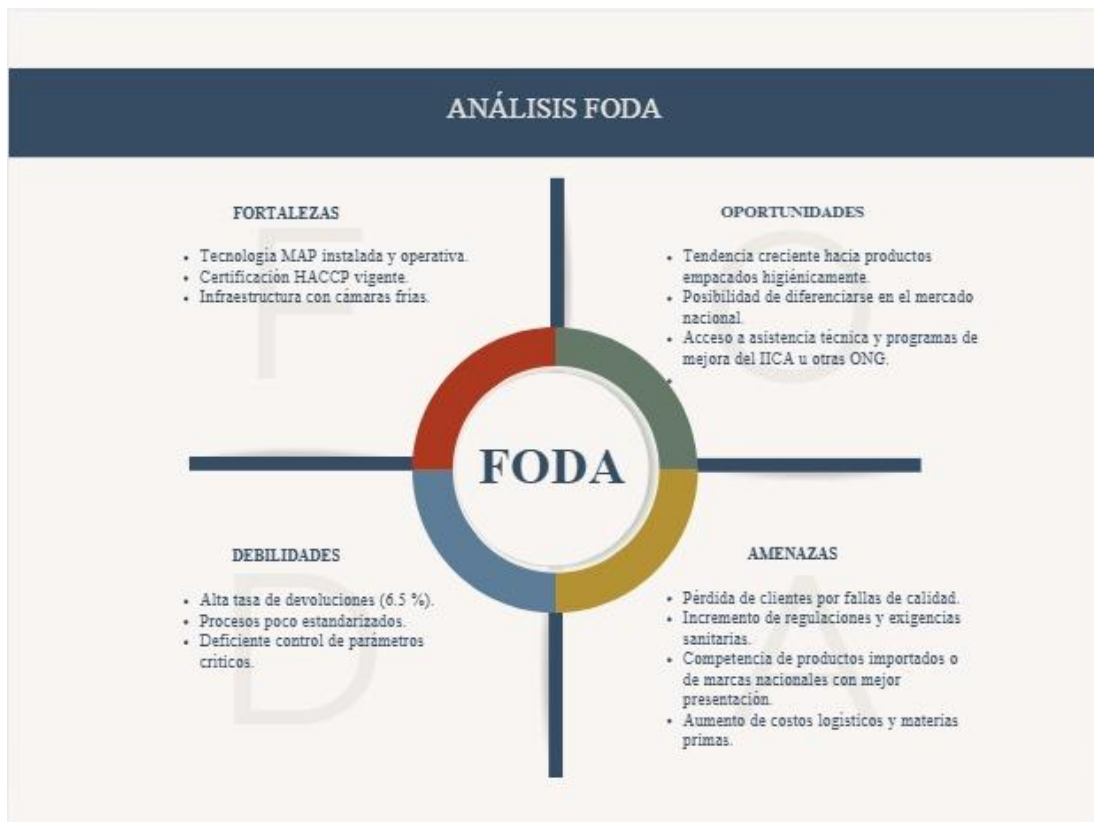 ANÁLISIS FODA
FORTALEZAS
• Tecnología MAP instalada y operativa.
• Certificación HACCP vigente.
• Infraestructura con cámaras frías.
OPORTUNIDADES
• Tendencia creciente hacia productos
empacados higiénicamente.
• Posibilidad de diferenciarse en el mercado
nacional.
• Acceso a asistencia técnica y programas de
mejora del IICA u otras ONG.
F
O
FODA
DEBILIDADES
• Alta tasa de devoluciones (6.5 %).
• Procesos poco estandarizados.
• Deficiente control de parámetros
críticos.
AMENAZAS
• Pérdida de clientes por fallas de calidad.
• Incremento de regulaciones y exigencias
sanitarias.
• Competencia de productos importados o
de marcas nacionales con mejor
presentación.
• Aumento de costos logísticos y materias
primas.
D
A